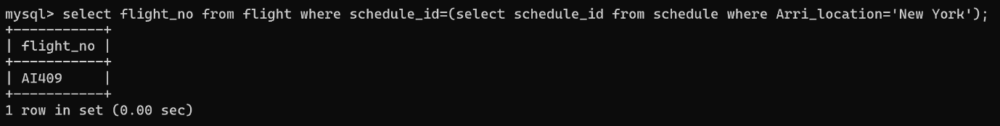 mysql> select flight_no from flight where schedule_id=(select schedule_id from schedule where Arri_location='New York');
+-----------+
| flight_no |
+-----------+
| AI409     |
+-----------+
1 row in set (0.00 sec)